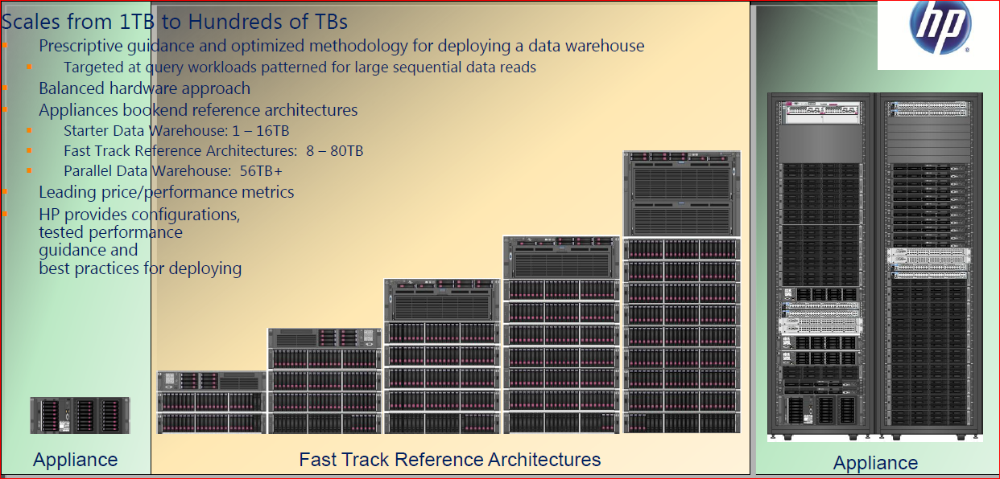 Scales from 1TB to Hundreds of TBs
Prescriptive guidance and optimized methodology for deploying a data warehouse
Targeted at query workloads patterned for large sequential data reads
Balanced hardware approach
Appliances bookend reference architectures
Starter Data Warehouse: 1 – 16TB
Fast Track Reference Architectures:  8 – 80TB
Parallel Data Warehouse:  56TB+
Leading price/performance metrics
HP provides configurations,
tested performance
guidance and
best practices for deploying
hp
®
Appliance
Fast Track Reference Architectures
Appliance